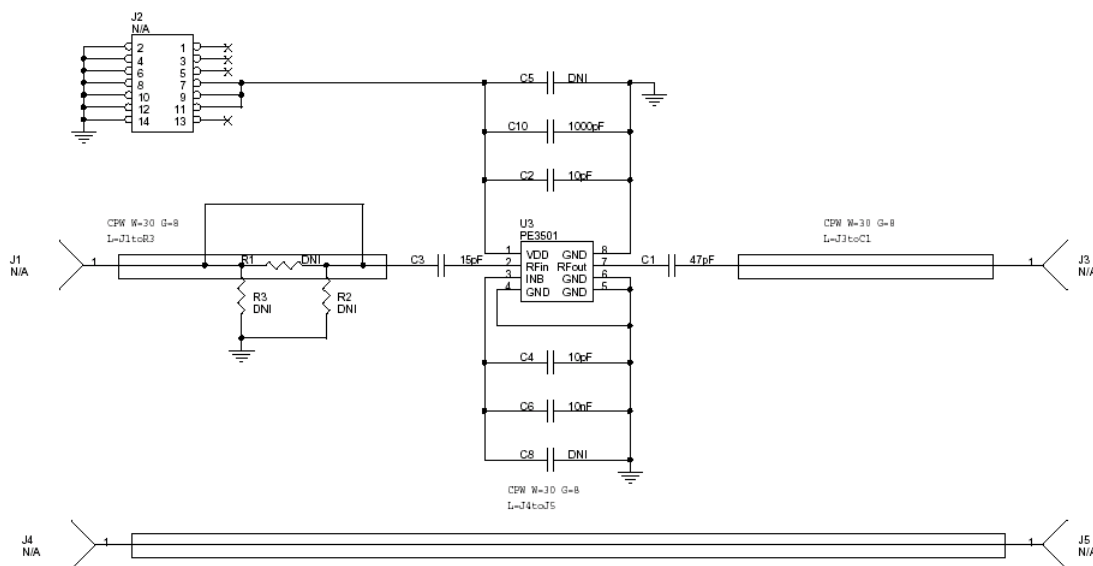 J2
N/A
2 1
4 3
6 5
8 7
10 9
12 11
14 13
C5 DNI
C10 1000pF
C2 10pF
CPW W=30 G=8
L=J1toR3
U3
PE3501
CPW W=30 G=8
L=J3toC1
J1
N/A
1
R1 DNI
C3 15pF
1 VDD GND 8
2 RFin RFout 7
3 INB GND 6
4 GND GND 5
C1 47pF
1
J3
N/A
R3
DNI
R2
DNI
C4 10pF
C6 10nF
C8 DNI
CPW W=30 G=8
L=J4toJ5
J4
N/A
1
1
J5
N/A